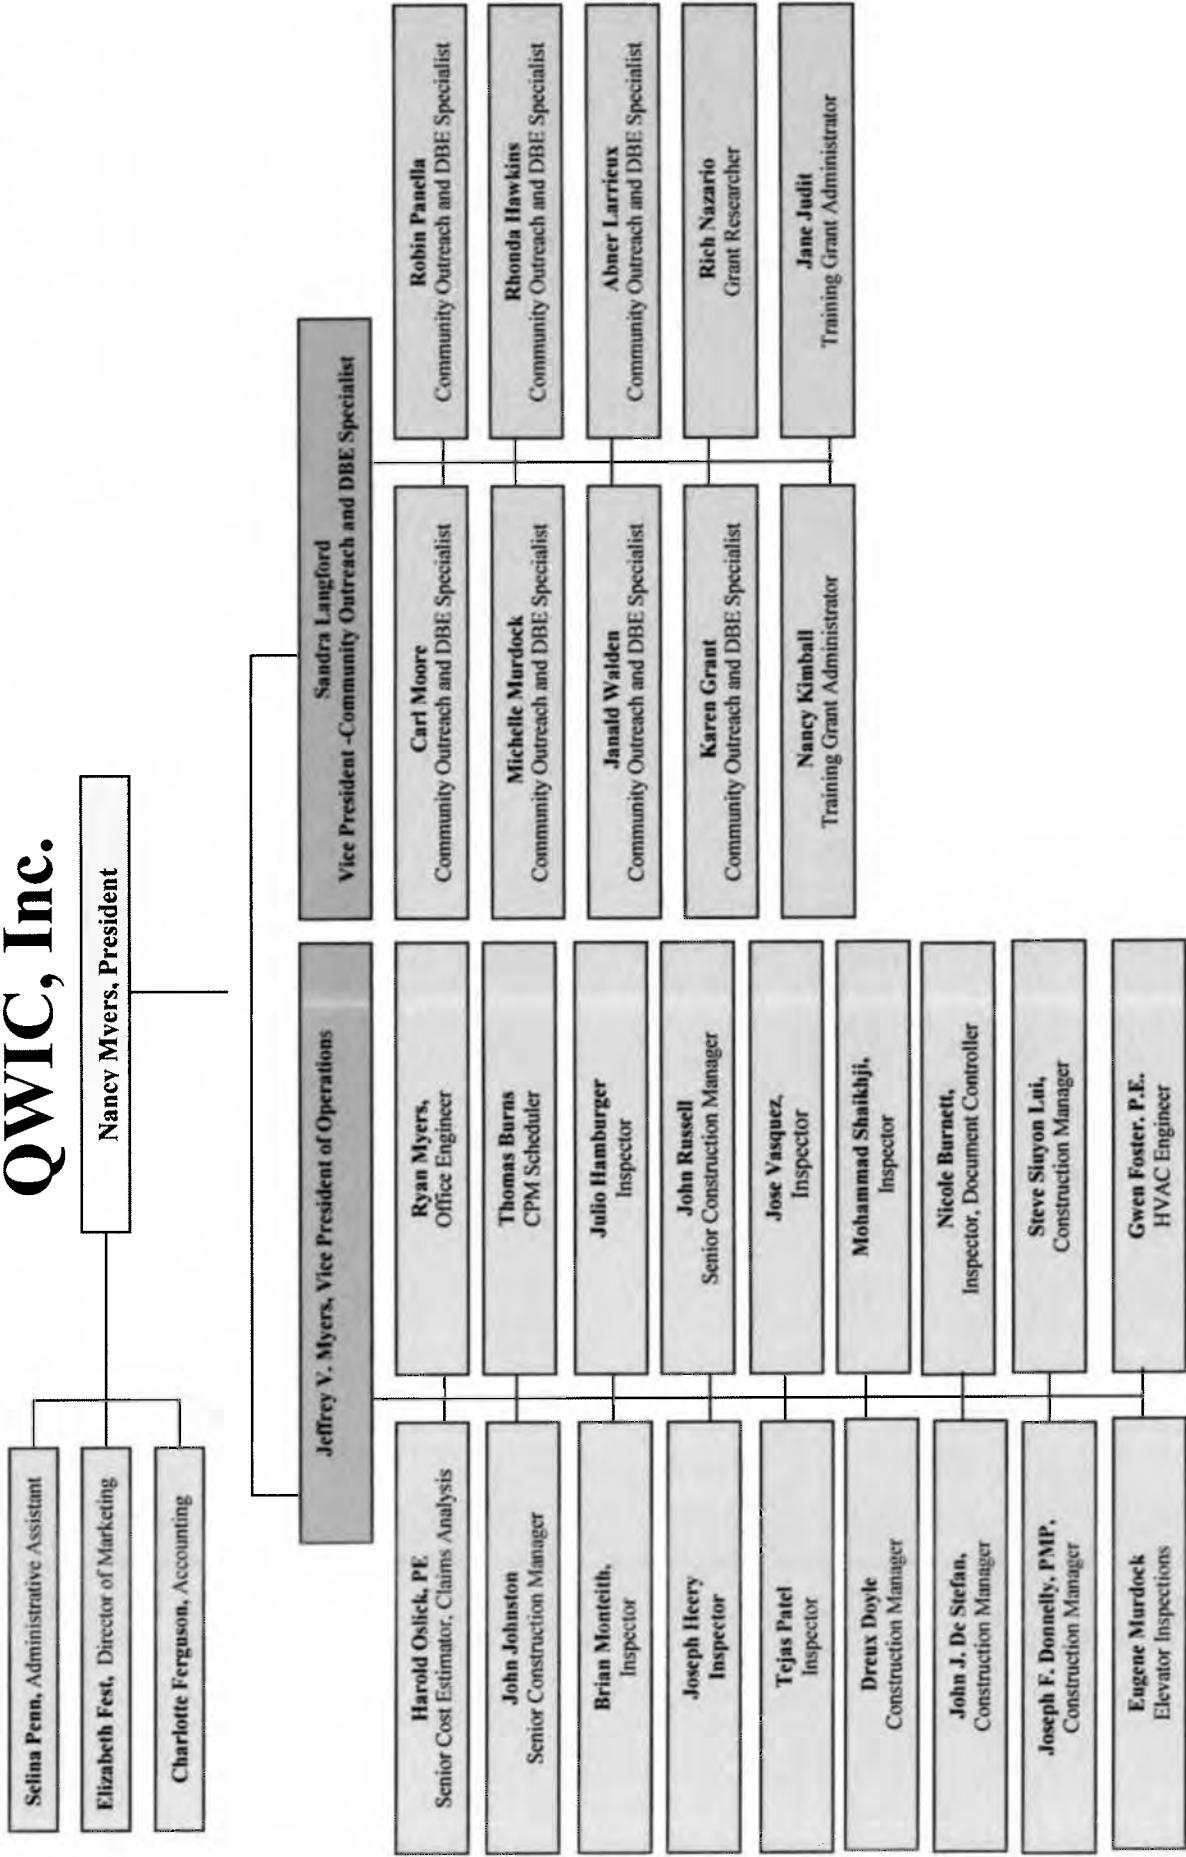 QWIC, Inc.
Nancy Myers, President
Selina Penn, Administrative Assistant
Elizabeth Fest, Director of Marketing
Charlotte Ferguson, Accounting
Jeffrey V. Myers, Vice President of Operations
Sandra Langford
Vice President -Community Outreach and DBE Specialist
Harold Oslick, PE
Senior Cost Estimator, Claims Analysis
Ryan Myers,
Office Engineer
Carl Moore
Community Outreach and DBE Specialist
Robin Panella
Community Outreach and DBE Specialist
John Johnston
Senior Construction Manager
Thomas Burns
CPM Scheduler
Michelle Murdock
Community Outreach and DBE Specialist
Rhonda Hawkins
Community Outreach and DBE Specialist
Brian Monteith,
Inspector
Julio Hamburger
Inspector
Janald Walden
Community Outreach and DBE Specialist
Abner Larrieux
Community Outreach and DBE Specialist
Joseph Heery
Inspector
John Russell
Senior Construction Manager
Karen Grant
Community Outreach and DBE Specialist
Rich Nazario
Grant Researcher
Tejas Patel
Inspector
Jose Vasquez,
Inspector
Nancy Kimball
Training Grant Administrator
Jane Judit
Training Grant Administrator
Dreux Doyle
Construction Manager
Mohammad Shaikhji,
Inspector
John J. De Stefan,
Construction Manager
Nicole Burnett,
Inspector, Document Controller
Joseph F. Donnelly, PMP,
Construction Manager
Steve Siuyon Lui,
Construction Manager
Eugene Murdock
Elevator Inspections
Gwen Foster, P.E.
HVAC Engineer